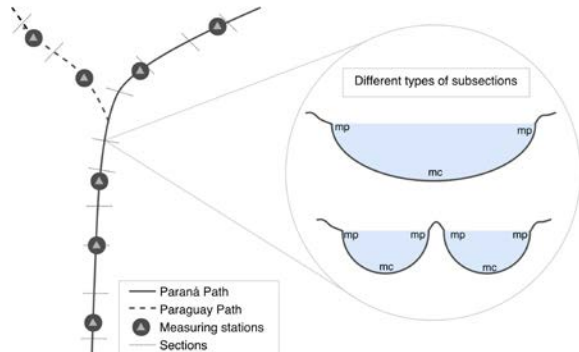 Different types of subsections
mp
mp
mc
mp
mp
mp
mp
mc
mc
Paraná Path
Paraguay Path
Measuring stations
Sections